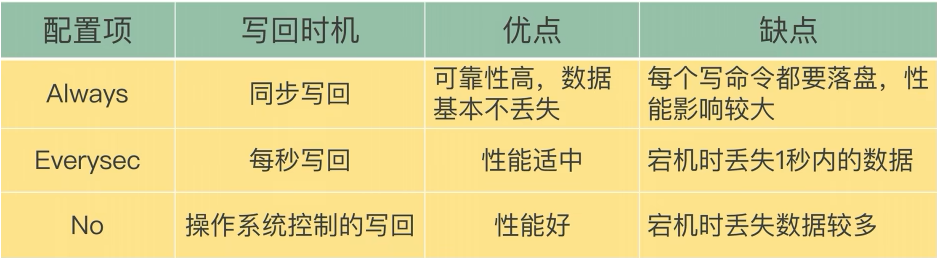 配置项 写回时机 优点 缺点
Always 同步写回 可靠性高，数据基本不丢失 每个写命令都要落盘，性能影响较大
Everysec 每秒写回 性能适中 宕机时丢失1秒内的数据
No 操作系统控制的写回 性能好 宕机时丢失数据较多